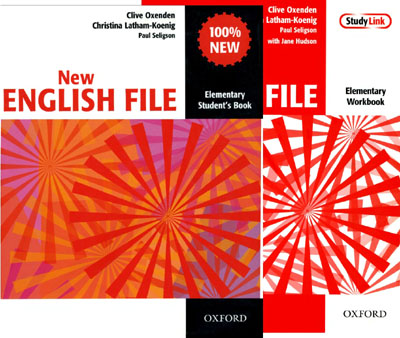 Clive Oxenden
Christina Latham-Koenig
Paul Seligson
New
ENGLISH FILE
100%
NEW
Elementary
Student's Book
OXFORD
Clive Oxenden
Latham-Koenig
Paul Seligson
with Jane Hudson
StudyLink
FILE
Elementary
Workbook
OXFORD